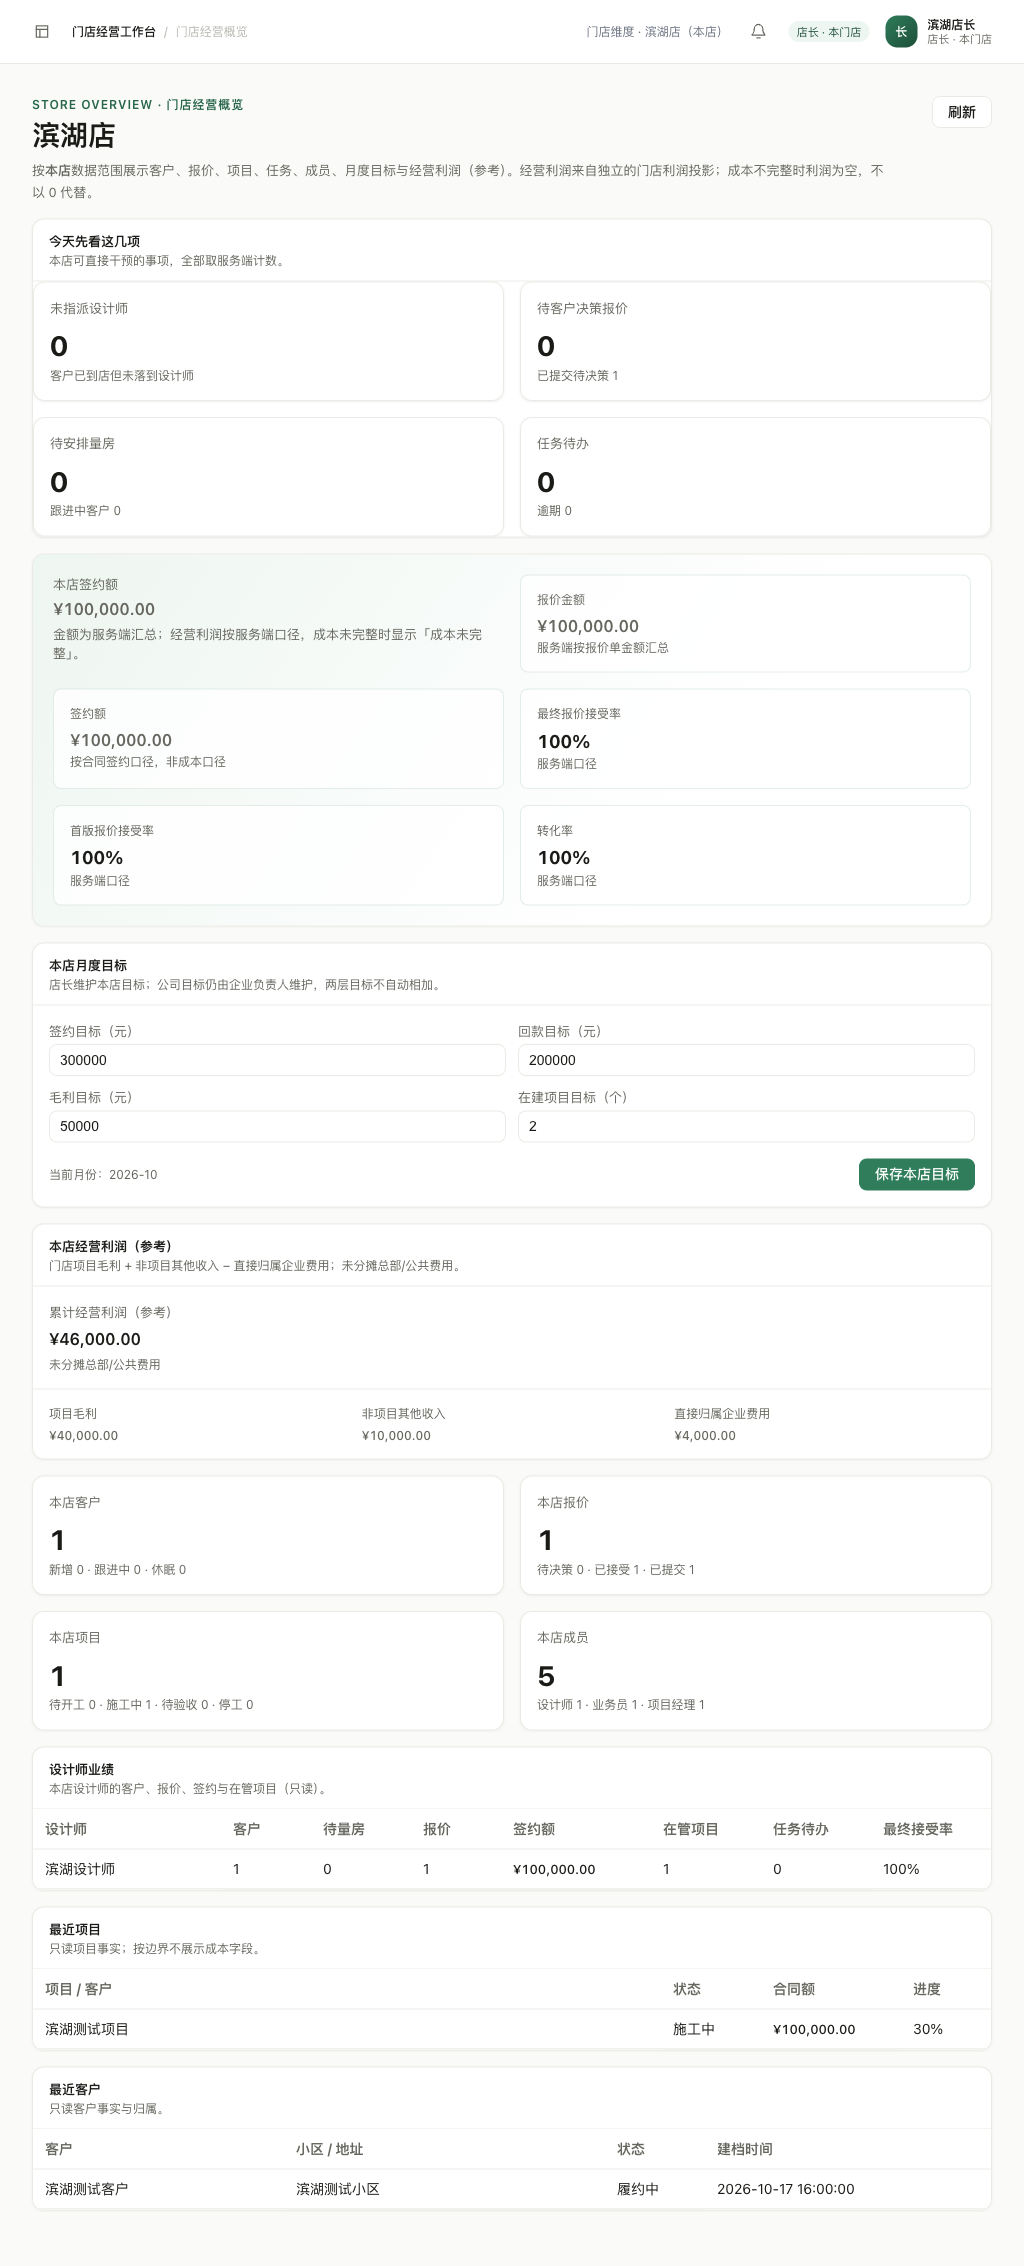 门店经营工作台 / 门店经营概览
门店维度 · 滨湖店（本店）
店长 · 本门店
长
滨湖店长
店长 · 本门店
STORE OVERVIEW · 门店经营概览
刷新
滨湖店
按本店数据范围展示客户、报价、项目、任务、成员、月度目标与经营利润（参考）。经营利润来自独立的门店利润投影；成本不完整时利润为空，不
以 0 代替。
今天先看这几项
本店可直接干预的事项，全部取服务端计数。
未指派设计师
0
客户已到店但未落到设计师
待客户决策报价
0
已提交待决策 1
待安排量房
0
跟进中客户 0
任务待办
0
逾期 0
本店签约额
¥100,000.00
金额为服务端汇总；经营利润按服务端口径，成本未完整时显示「成本未完
整」。
报价金额
¥100,000.00
服务端按报价单金额汇总
签约额
¥100,000.00
按合同签约口径，非成本口径
最终报价接受率
100%
服务端口径
首版报价接受率
100%
服务端口径
转化率
100%
服务端口径
本店月度目标
店长维护本店目标；公司目标仍由企业负责人维护，两层目标不自动相加。
签约目标（元）
300000
回款目标（元）
200000
毛利目标（元）
50000
在建项目目标（个）
2
当前月份：2026-10
保存本店目标
本店经营利润（参考）
门店项目毛利 + 非项目其他收入 − 直接归属企业费用；未分摊总部/公共费用。
累计经营利润（参考）
¥46,000.00
未分摊总部/公共费用
项目毛利
¥40,000.00
非项目其他收入
¥10,000.00
直接归属企业费用
¥4,000.00
本店客户
1
新增 0 · 跟进中 0 · 休眠 0
本店报价
1
待决策 0 · 已接受 1 · 已提交 1
本店项目
1
待开工 0 · 施工中 1 · 待验收 0 · 停工 0
本店成员
5
设计师 1 · 业务员 1 · 项目经理 1
设计师业绩
本店设计师的客户、报价、签约与在管项目（只读）。
设计师 客户 待量房 报价 签约额 在管项目 任务待办 最终接受率
滨湖设计师 1 0 1 ¥100,000.00 1 0 100%
最近项目
只读项目事实；按边界不展示成本字段。
项目 / 客户 状态 合同额 进度
滨湖测试项目 施工中 ¥100,000.00 30%
最近客户
只读客户事实与归属。
客户 小区 / 地址 状态 建档时间
滨湖测试客户 滨湖测试小区 履约中 2026-10-17 16:00:00